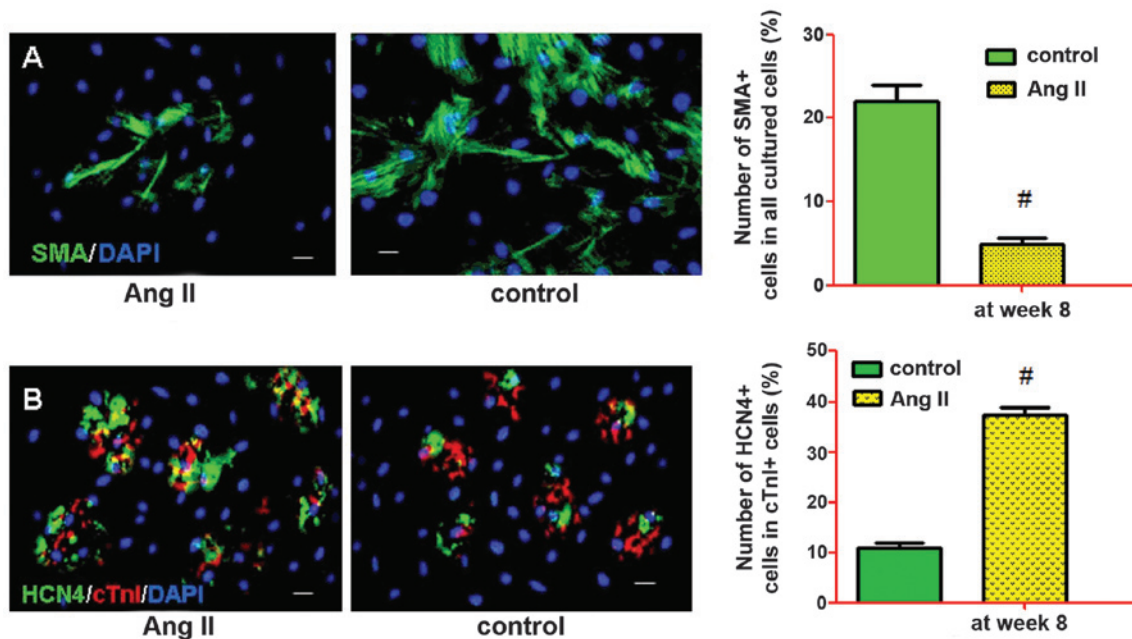 A
SMA/DAPI
Ang II
control
Number of SMA+
cells in all cultured cells (%)
30
20
10
0
control
Ang II
#
at week 8
B
HCN4/cTnI/DAPI
Ang II
control
Number of HCN4+
cells in cTnI+ cells (%)
50
40
30
20
10
0
control
Ang II
#
at week 8